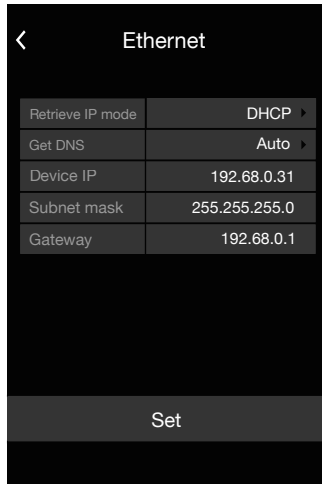 Ethernet
Retrieve IP mode DHCP
Get DNS Auto
Device IP 192.68.0.31
Subnet mask 255.255.255.0
Gateway 192.68.0.1
Set